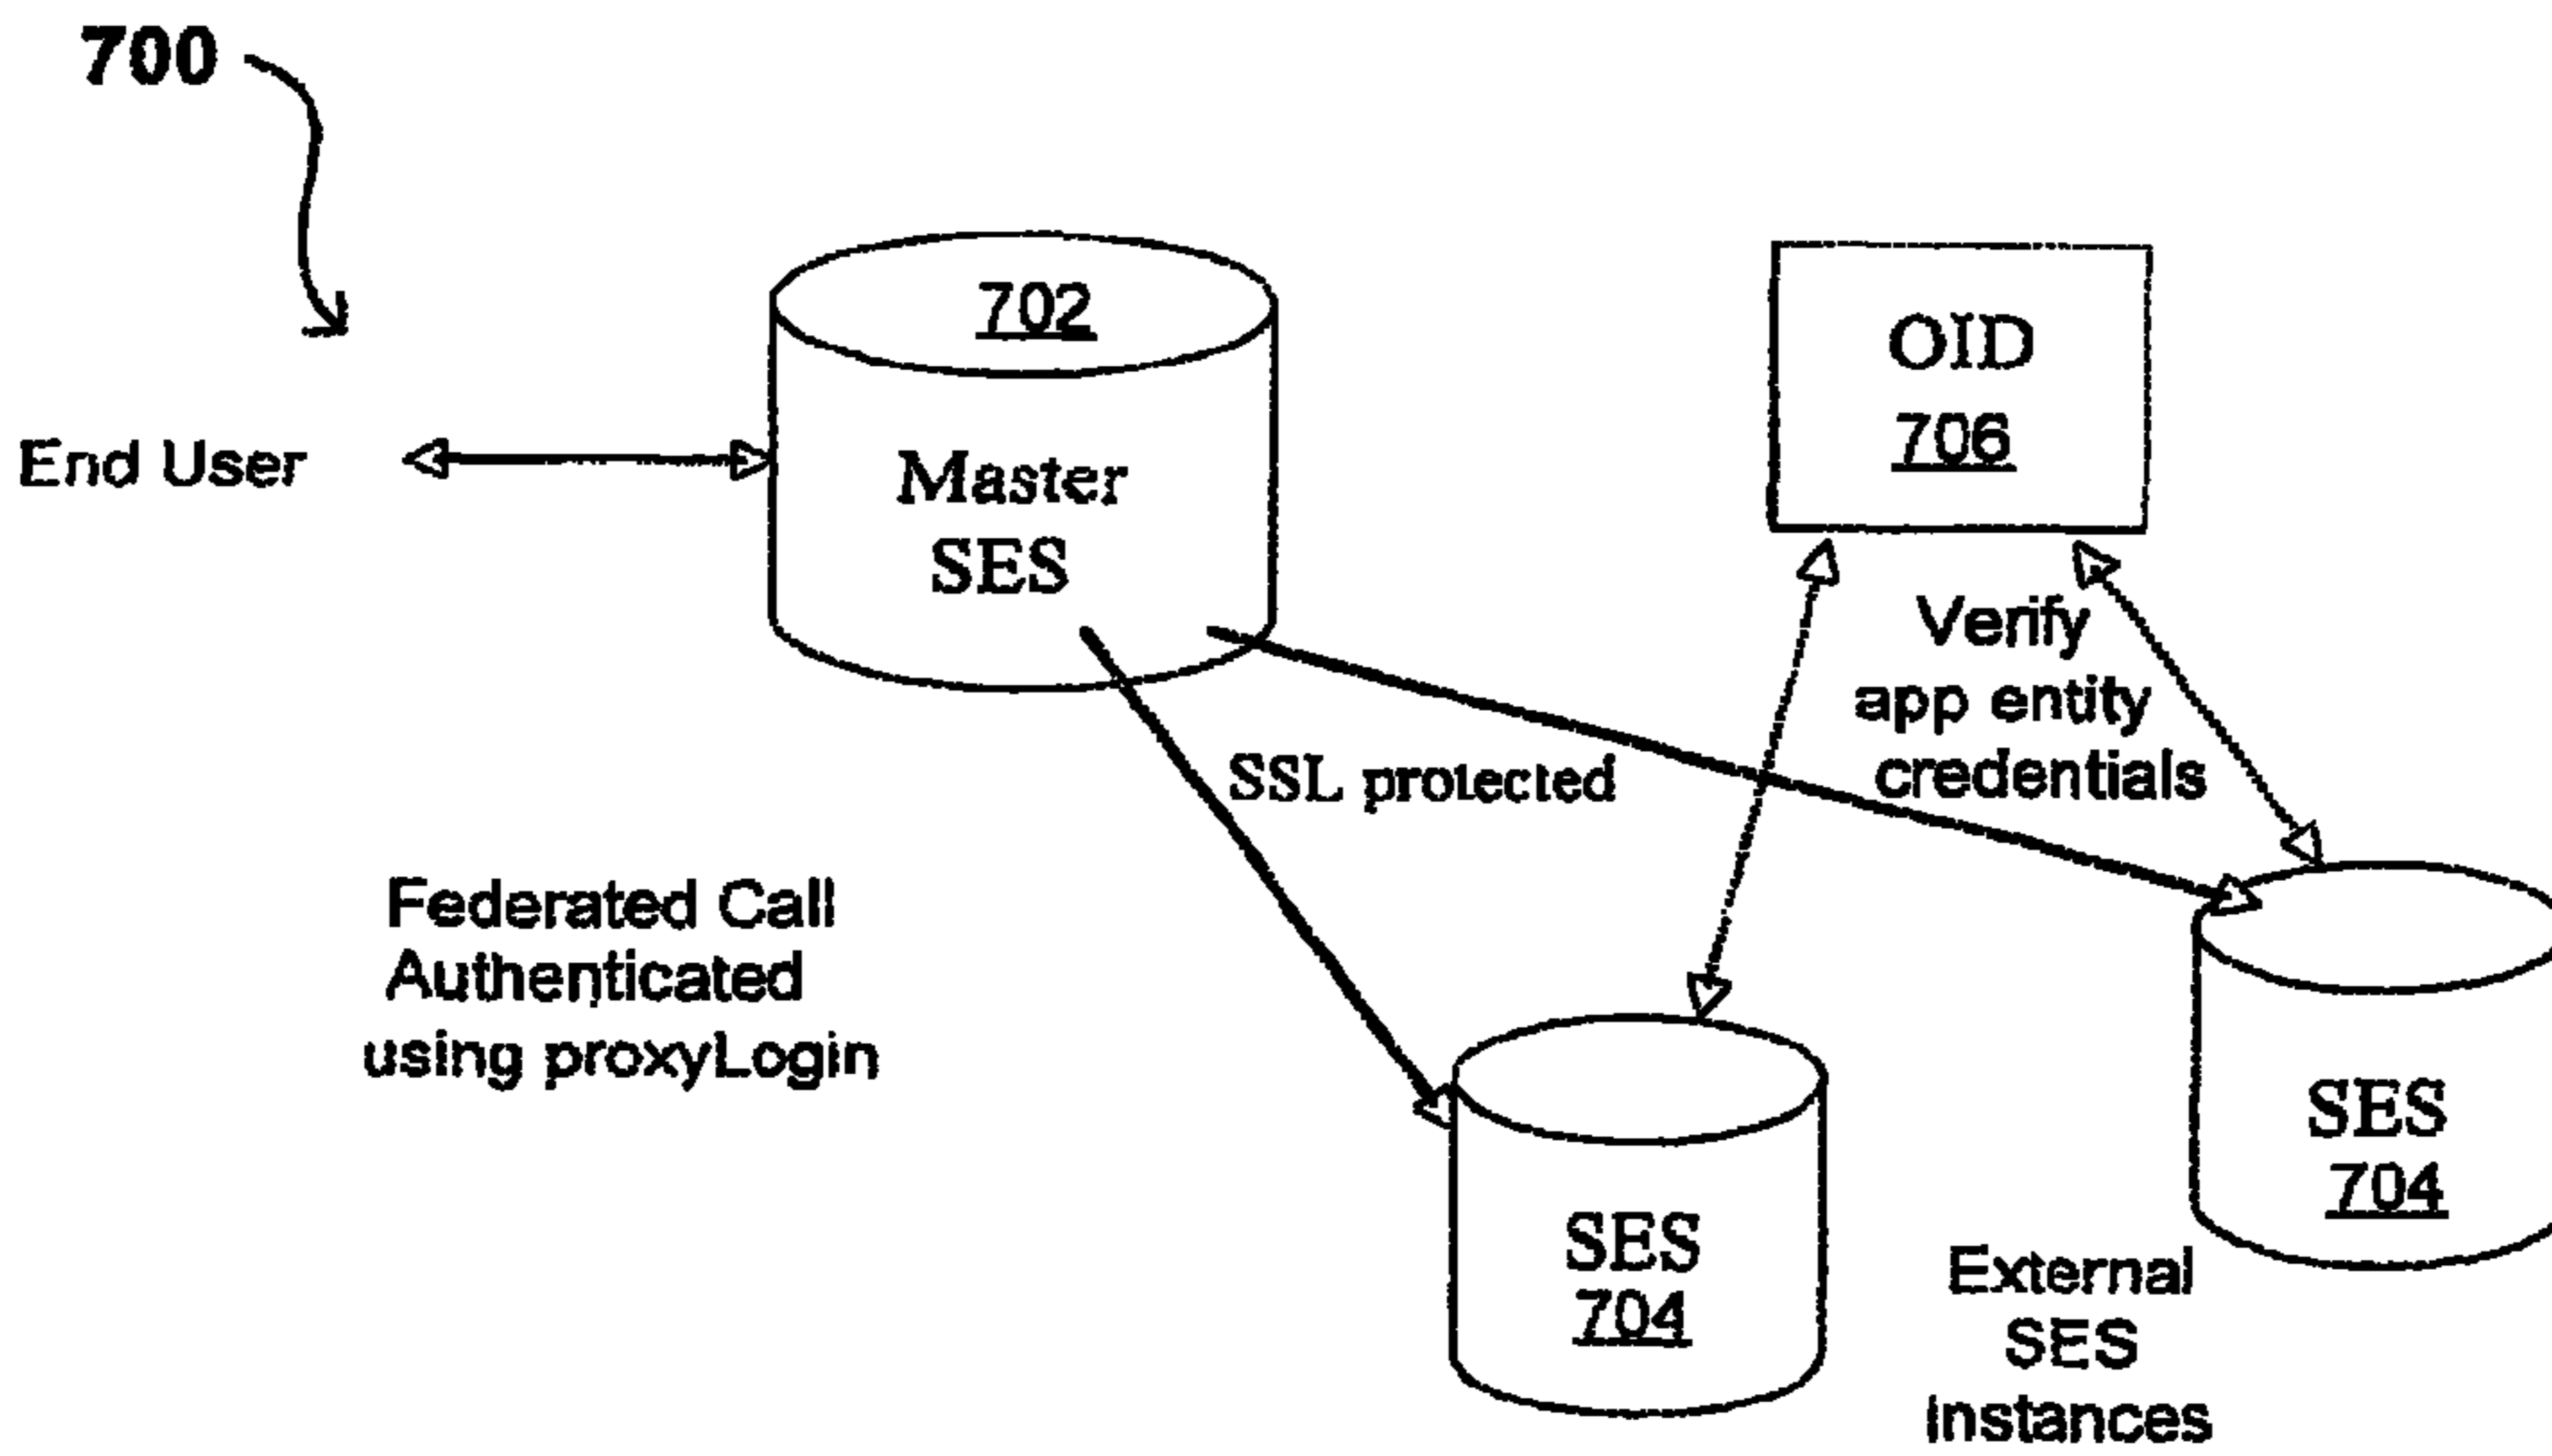 700
702
Master
SES
End User
OID
706
Verify
app entity
credentials
SSL protected
Federated Call
Authenticated
using proxyLogin
SES
704
SES
704
External
SES
instances